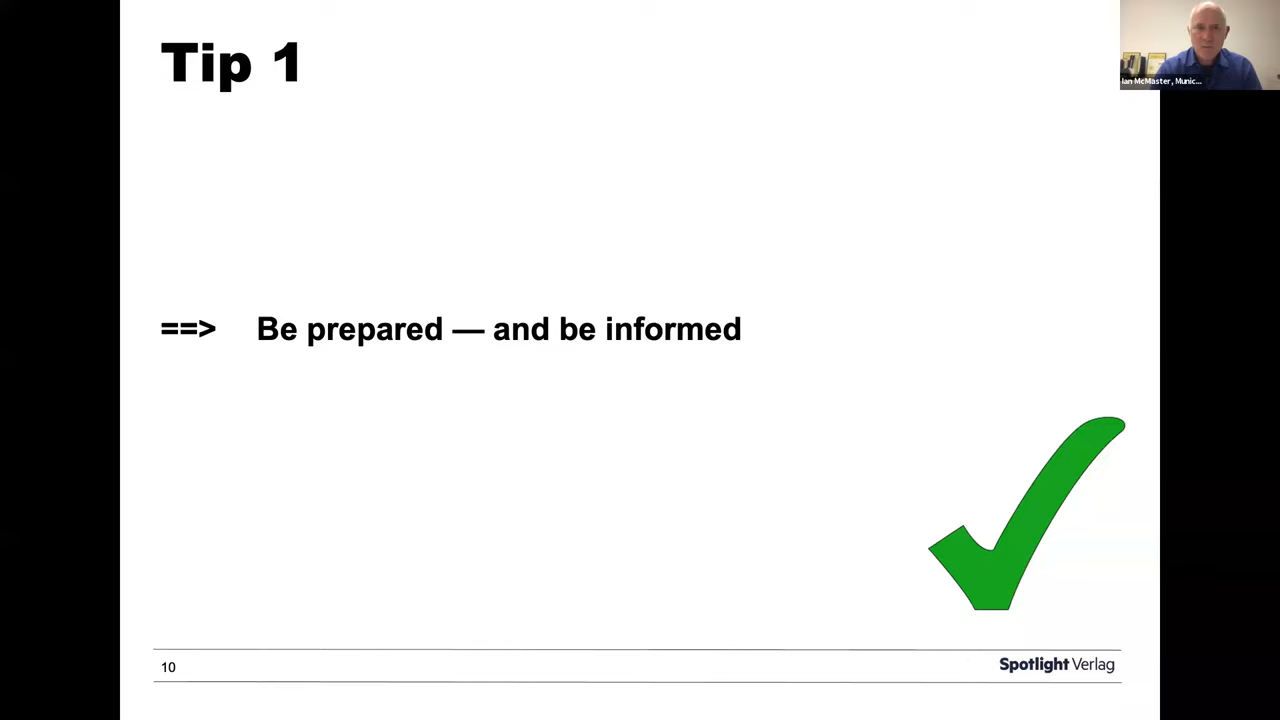 Tip 1
Ian McMaster, Munic...
==> Be prepared — and be informed
10
Spotlight Verlag